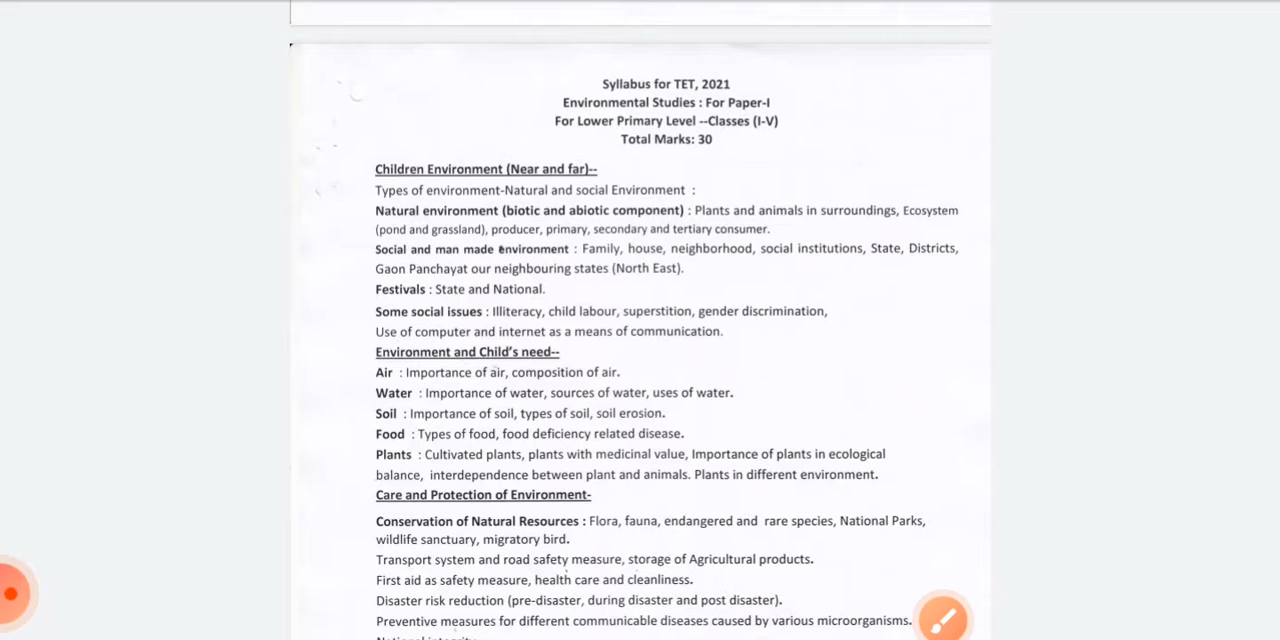 Syllabus for TET, 2021
Environmental Studies : For Paper-I
For Lower Primary Level --Classes (I-V)
Total Marks: 30
Children Environment (Near and far)--
Types of environment-Natural and social Environment :
Natural environment (biotic and abiotic component) : Plants and animals in surroundings, Ecosystem
(pond and grassland), producer, primary, secondary and tertiary consumer.
Social and man made environment : Family, house, neighborhood, social institutions, State, Districts,
Gaon Panchayat our neighbouring states (North East).
Festivals : State and National.
Some social issues : Illiteracy, child labour, superstition, gender discrimination,
Use of computer and internet as a means of communication.
Environment and Child's need--
Air : Importance of air, composition of air.
Water : Importance of water, sources of water, uses of water.
Soil : Importance of soil, types of soil, soil erosion.
Food : Types of food, food deficiency related disease.
Plants : Cultivated plants, plants with medicinal value, Importance of plants in ecological
balance, interdependence between plant and animals. Plants in different environment.
Care and Protection of Environment-
Conservation of Natural Resources : Flora, fauna, endangered and rare species, National Parks,
wildlife sanctuary, migratory bird.
Transport system and road safety measure, storage of Agricultural products.
First aid as safety measure, health care and cleanliness.
Disaster risk reduction (pre-disaster, during disaster and post disaster).
Preventive measures for different communicable diseases caused by various microorganisms.